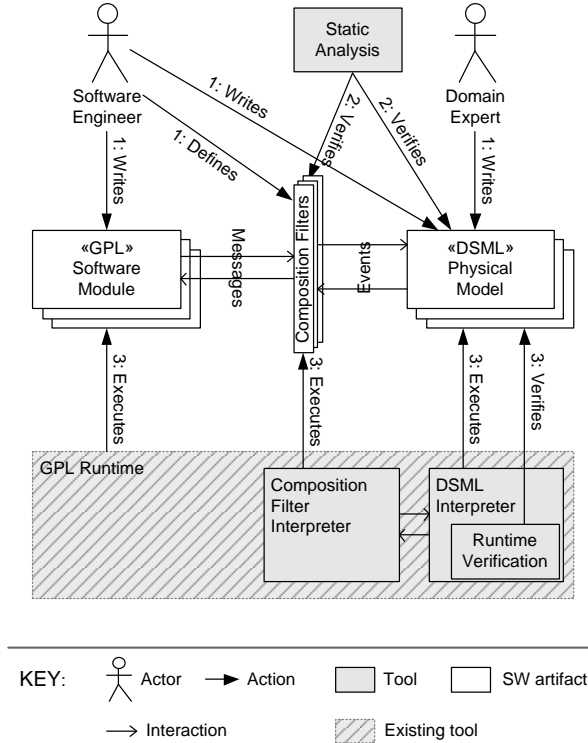 Static
Analysis
Software
Engineer
Domain
Expert
1: Writes
1: Defines
1: Writes
2: Verifies
2: Verifies
1: Writes
«GPL»
Software
Module
Messages
Composition Filters
Events
«DSML»
Physical
Model
3: Executes
3: Executes
3: Executes
3: Verifies
GPL Runtime
Composition
Filter
Interpreter
DSML
Interpreter
Runtime
Verification
KEY:
Actor
Action
Tool
SW artifact
Interaction
Existing tool